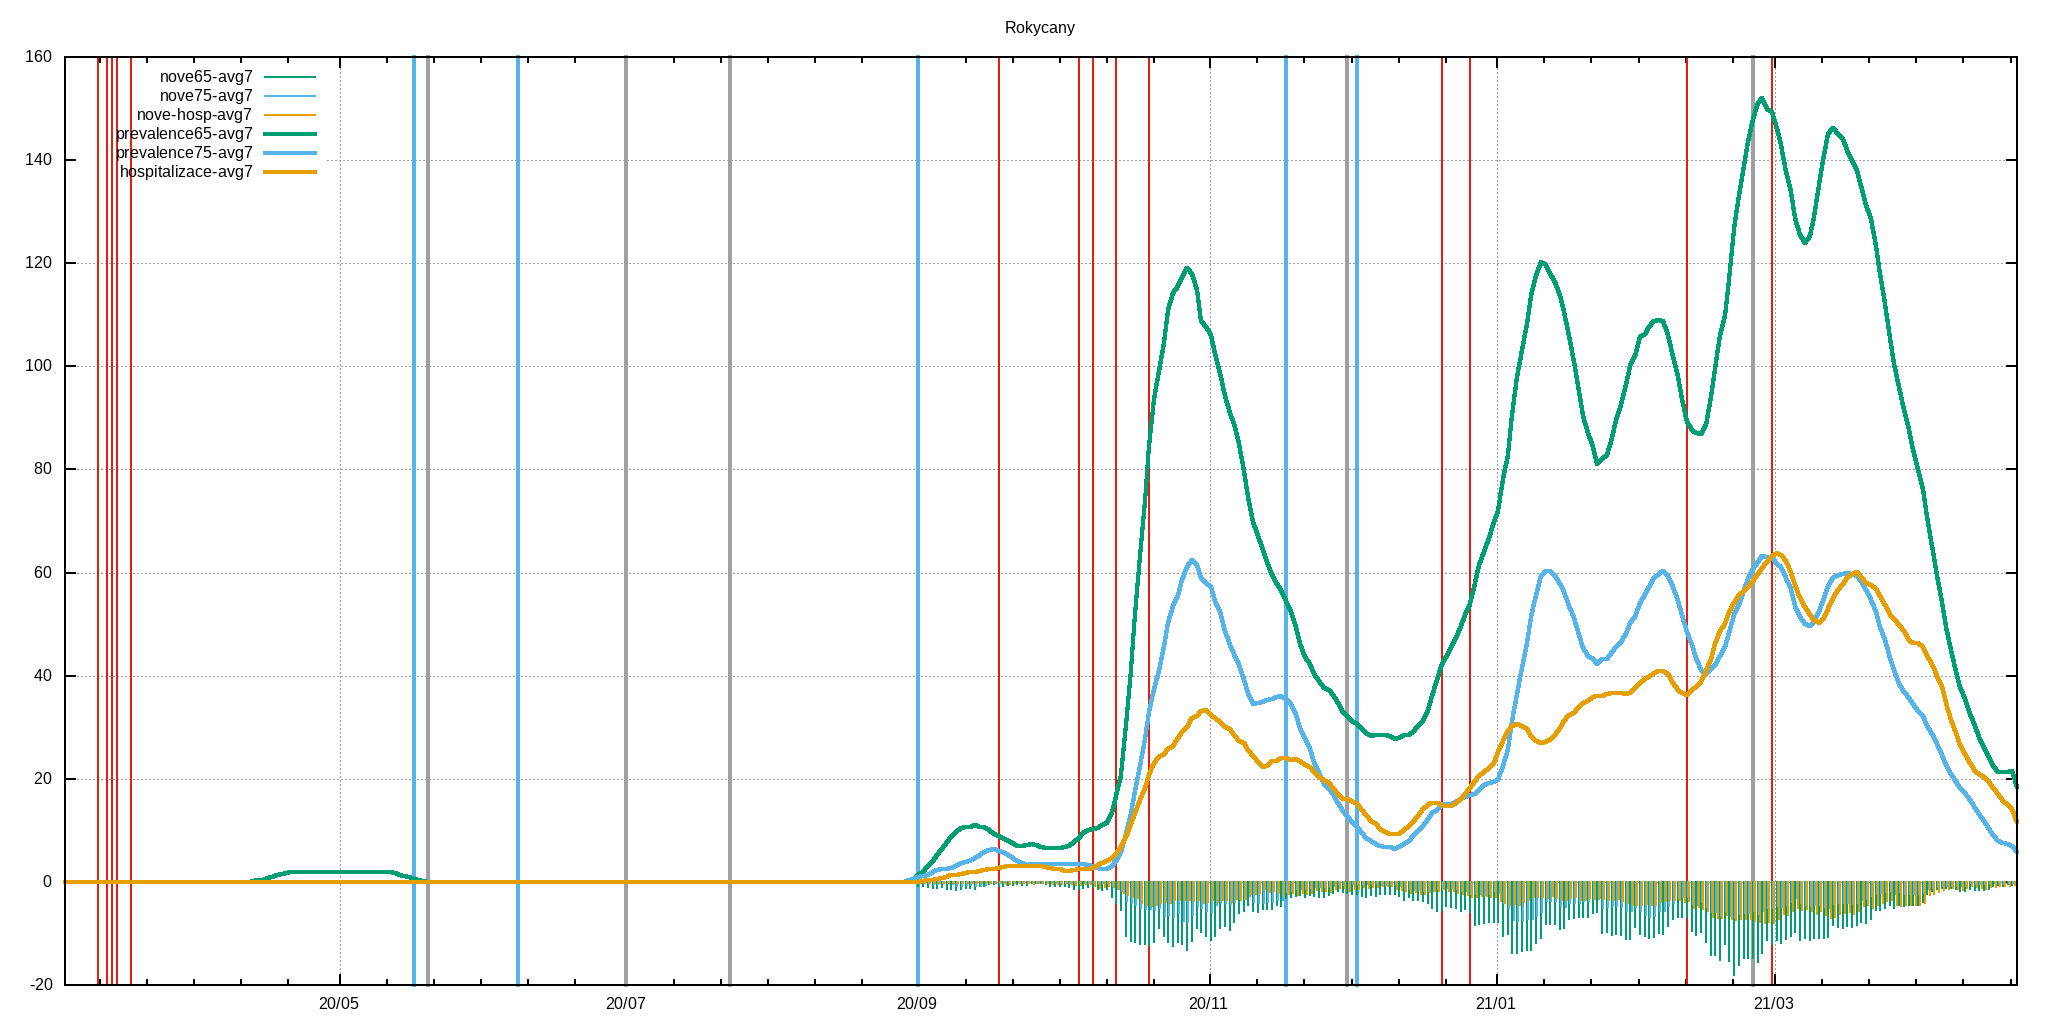 Rokycany
160
140
120
100
80
60
40
20
0
-20
nove65-avg7
nove75-avg7
nove-hosp-avg7
prevalence65-avg7
prevalence75-avg7
hospitalizace-avg7
20/05 20/07 20/09 20/11 21/01 21/03